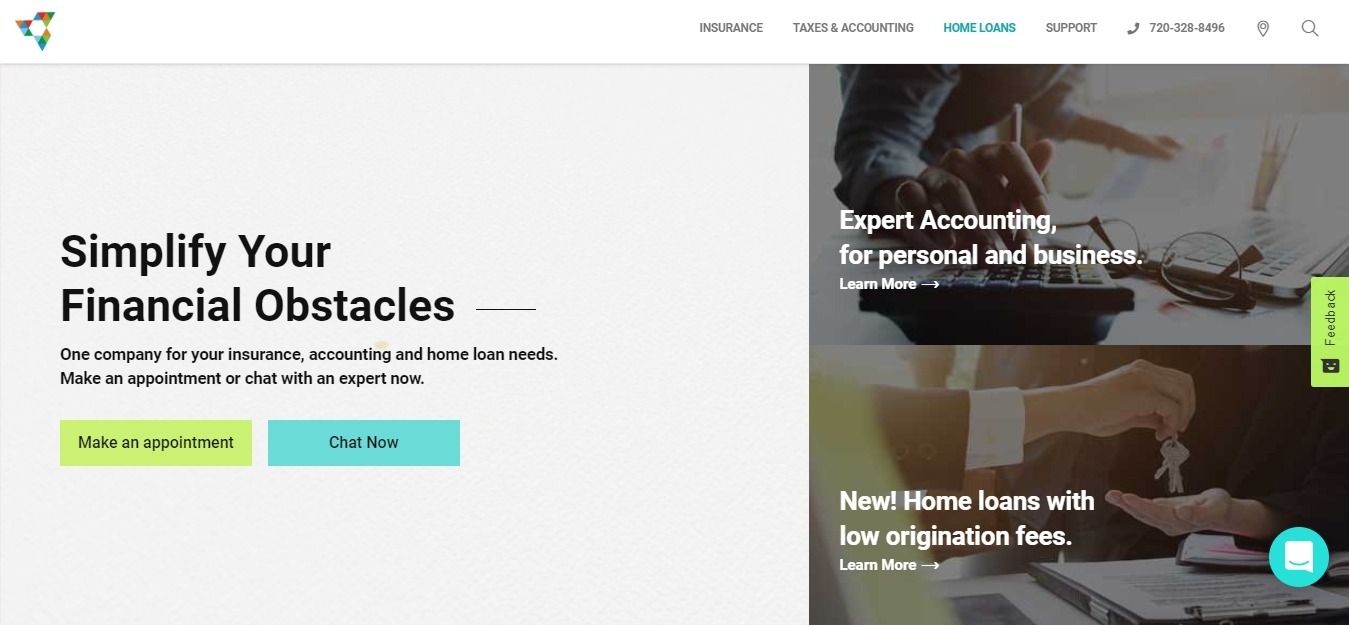 INSURANCE
TAXES & ACCOUNTING
HOME LOANS
SUPPORT
720-328-8496
Simplify Your
Financial Obstacles
One company for your insurance, accounting and home loan needs.
Make an appointment or chat with an expert now.
Make an appointment
Chat Now
Expert Accounting,
for personal and business.
Learn More →
New! Home loans with
low origination fees.
Learn More →
Feedback